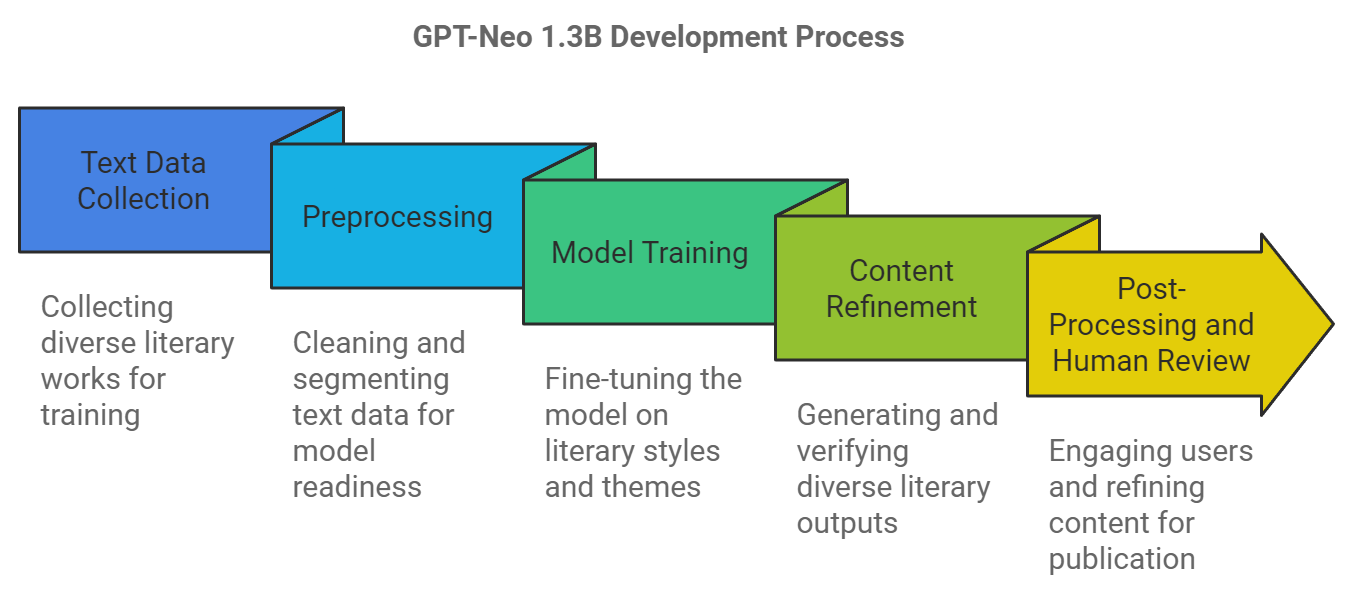 GPT-Neo 1.3B Development Process
Text Data
Collection
Collecting
diverse literary
works for
training
Preprocessing
Cleaning and
segmenting
text data for
model
readiness
Model Training
Fine-tuning the
model on
literary styles
and themes
Content
Refinement
Generating and
verifying
diverse literary
outputs
Post-
Processing and
Human Review
Engaging users
and refining
content for
publication